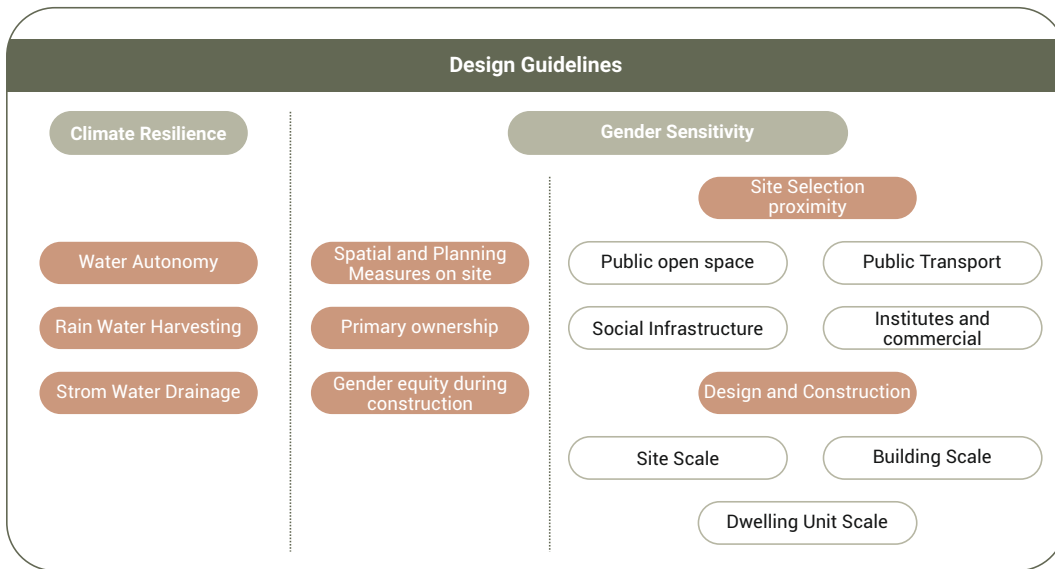 Design Guidelines
Climate Resilience
Water Autonomy
Rain Water Harvesting
Strom Water Drainage
Gender Sensitivity
Spatial and Planning
Measures on site
Primary ownership
Gender equity during
construction
Site Selection
proximity
Public open space
Public Transport
Social Infrastructure
Institutes and
commercial
Design and Construction
Site Scale
Building Scale
Dwelling Unit Scale